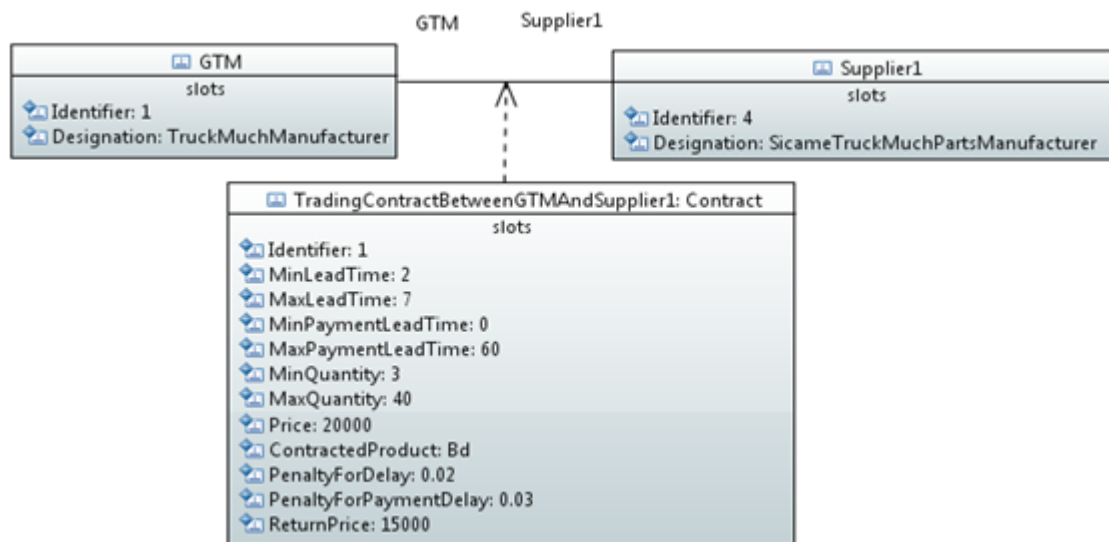 GTM Supplier1
GTM
slots
Identifier: 1
Designation: TruckMuchManufacturer
Supplier1
slots
Identifier: 4
Designation: SicameTruckMuchPartsManufacturer
TradingContractBetweenGTMAndSupplier1: Contract
slots
Identifier: 1
MinLeadTime: 2
MaxLeadTime: 7
MinPaymentLeadTime: 0
MaxPaymentLeadTime: 60
MinQuantity: 3
MaxQuantity: 40
Price: 20000
ContractedProduct: Bd
PenaltyForDelay: 0.02
PenaltyForPaymentDelay: 0.03
ReturnPrice: 15000